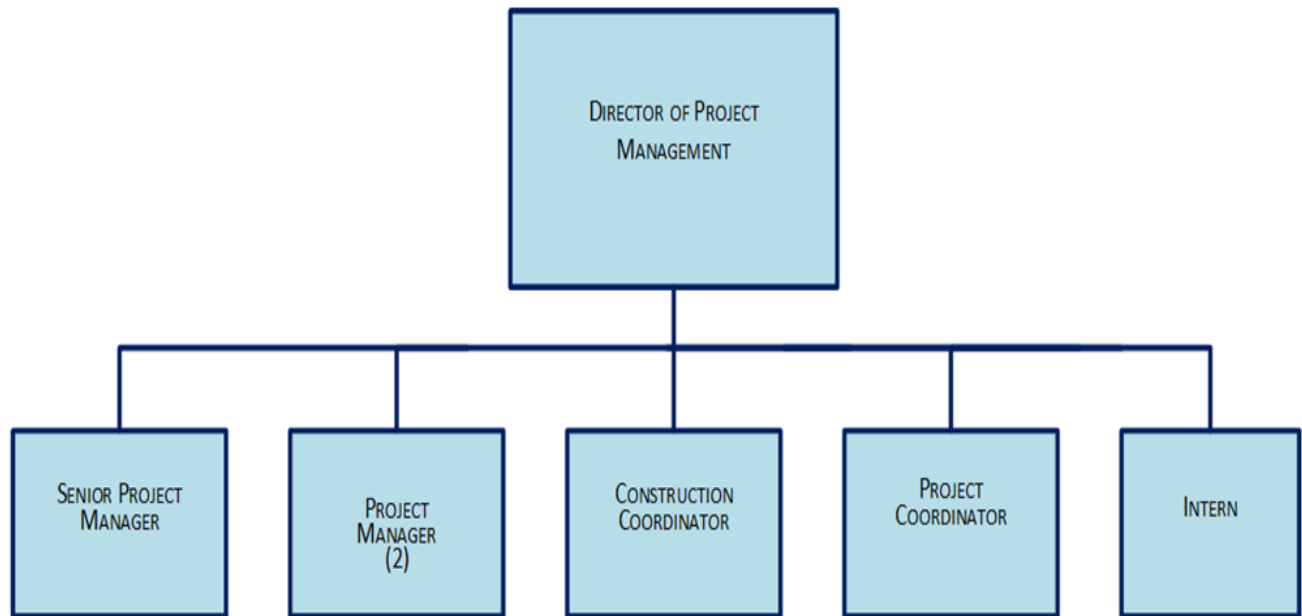 Director of Project
Management
Senior Project
Manager
Project
Manager
(2)
Construction
Coordinator
Project
Coordinator
Intern